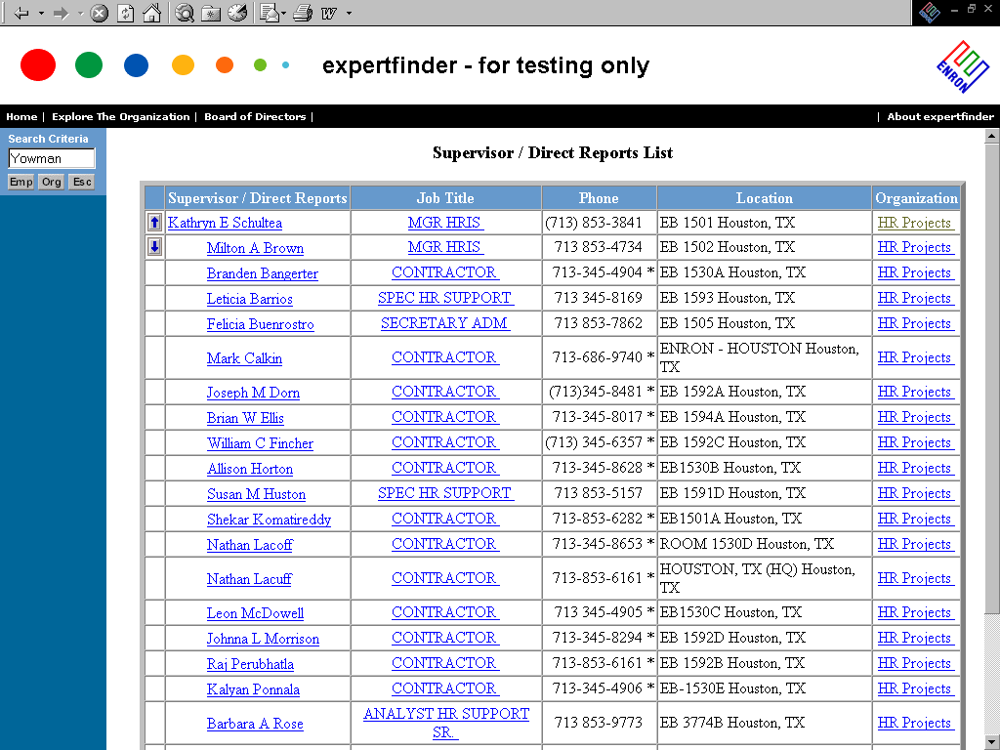 W
expertfinder - for testing only
ENRON
Home | Explore The Organization | Board of Directors | | About expertfinder
Search Criteria
Yowman
Emp Org Esc
Supervisor / Direct Reports List
Supervisor / Direct Reports Job Title Phone Location Organization
Kathryn E Schultea MGR HRIS (713) 853-3841 EB 1501 Houston, TX HR Projects
Milton A Brown MGR HRIS 713 853-4734 EB 1502 Houston, TX HR Projects
Branden Bangerter CONTRACTOR 713 345-4904 * EB 1530A Houston, TX HR Projects
Leticia Barrios SPEC HR SUPPORT 713 345-8169 EB 1593 Houston, TX HR Projects
Felicia Buenrostro SECRETARY ADM 713 853-7862 EB 1505 Houston, TX HR Projects
Mark Calkin CONTRACTOR 713-686-9740 * ENRON - HOUSTON Houston,
TX HR Projects
Joseph M Dorn CONTRACTOR (713)345-8481 * EB 1592A Houston, TX HR Projects
Brian W Ellis CONTRACTOR 713-345-8017 * EB 1594A Houston, TX HR Projects
William C Fincher CONTRACTOR (713) 345-6357 * EB 1592C Houston, TX HR Projects
Allison Horton CONTRACTOR 713-345-8628 * EB1530B Houston, TX HR Projects
Susan M Huston SPEC HR SUPPORT 713 853-5157 EB 1591D Houston, TX HR Projects
Shekar Komatireddy CONTRACTOR 713-853-6282 * EB1501A Houston, TX HR Projects
Nathan Lacoff CONTRACTOR 713-345-8653 * ROOM 1530D Houston, TX HR Projects
Nathan Lacuff CONTRACTOR 713-853-6161 * HOUSTON, TX (HQ) Houston,
TX HR Projects
Leon McDowell CONTRACTOR 713 345-4905 * EB1530C Houston, TX HR Projects
Johnna L Morrison CONTRACTOR 713-345-8294 * EB 1592D Houston, TX HR Projects
Raj Perubhatla CONTRACTOR 713-853-6161 * EB 1592B Houston, TX HR Projects
Kalyan Ponnala CONTRACTOR 713-345-4906 * EB-1530E Houston, TX HR Projects
Barbara A Rose ANALYST HR SUPPORT
SR. 713 853-9773 EB 3774B Houston, TX HR Projects